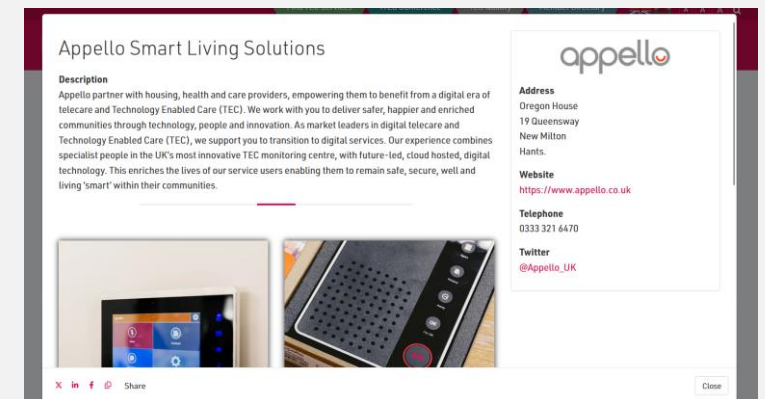 Appello Smart Living Solutions
Description
Appello partner with housing, health and care providers, empowering them to benefit from a digital era of
telecare and Technology Enabled Care (TEC). We work with you to deliver safer, happier and enriched
communities through technology, people and innovation. As market leaders in digital telecare and
Technology Enabled Care (TEC), we support you to transition to digital services. Our experience combines
specialist people in the UK's most innovative TEC monitoring centre, with future-led, cloud hosted, digital
technology. This enriches the lives of our service users enabling them to remain safe, secure, well and
living 'smart' within their communities.
appello
Address
Oregon House
19 Queensway
New Milton
Hants.
Website
https://www.appello.co.uk
Telephone
0333 321 6470
Twitter
@Appello_UK
Share
Close